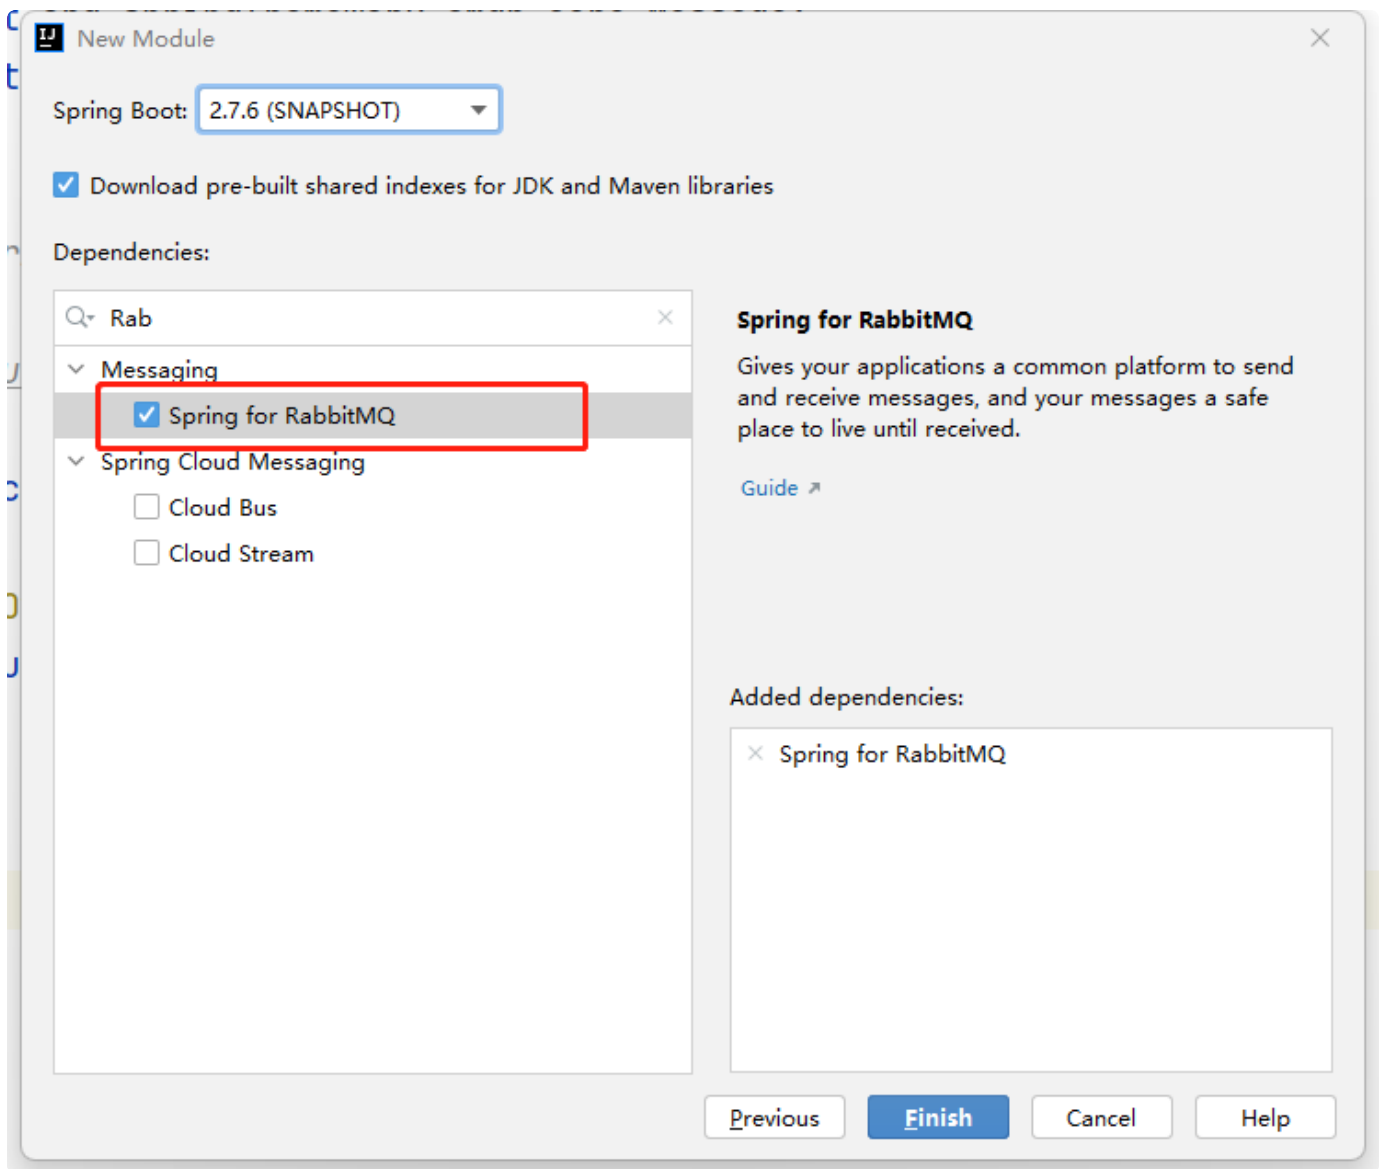 New Module
Spring Boot: 2.7.6 (SNAPSHOT)
Download pre-built shared indexes for JDK and Maven libraries
Dependencies:
Rab
Messaging
Spring for RabbitMQ
Spring Cloud Messaging
Cloud Bus
Cloud Stream
Spring for RabbitMQ
Gives your applications a common platform to send
and receive messages, and your messages a safe
place to live until received.
Guide
Added dependencies:
Spring for RabbitMQ
Previous
Finish
Cancel
Help